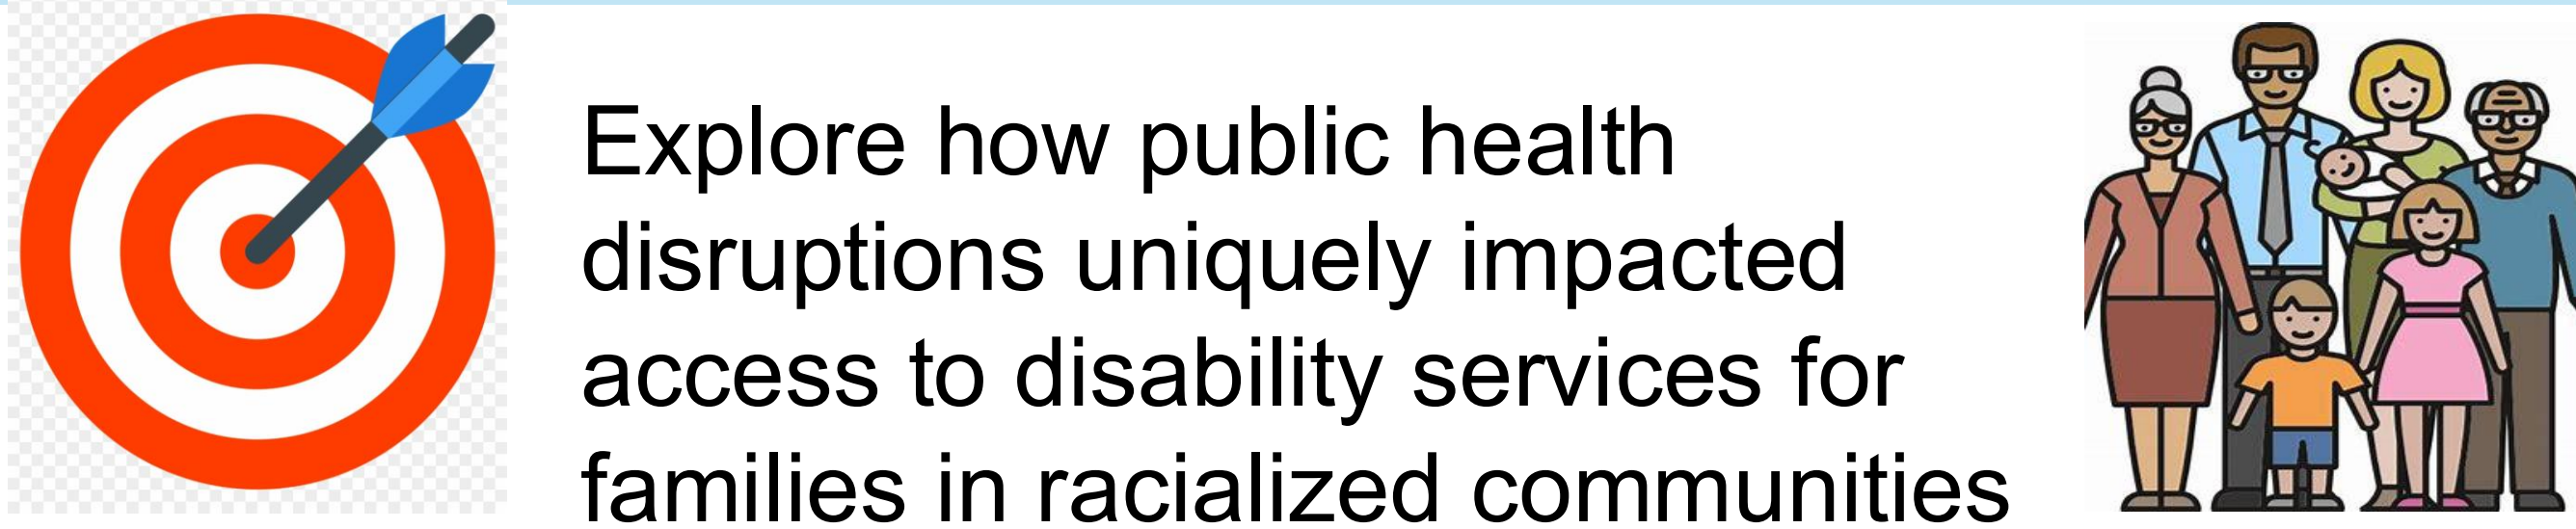 Explore how public health
disruptions uniquely impacted
access to disability services for
families in racialized communities